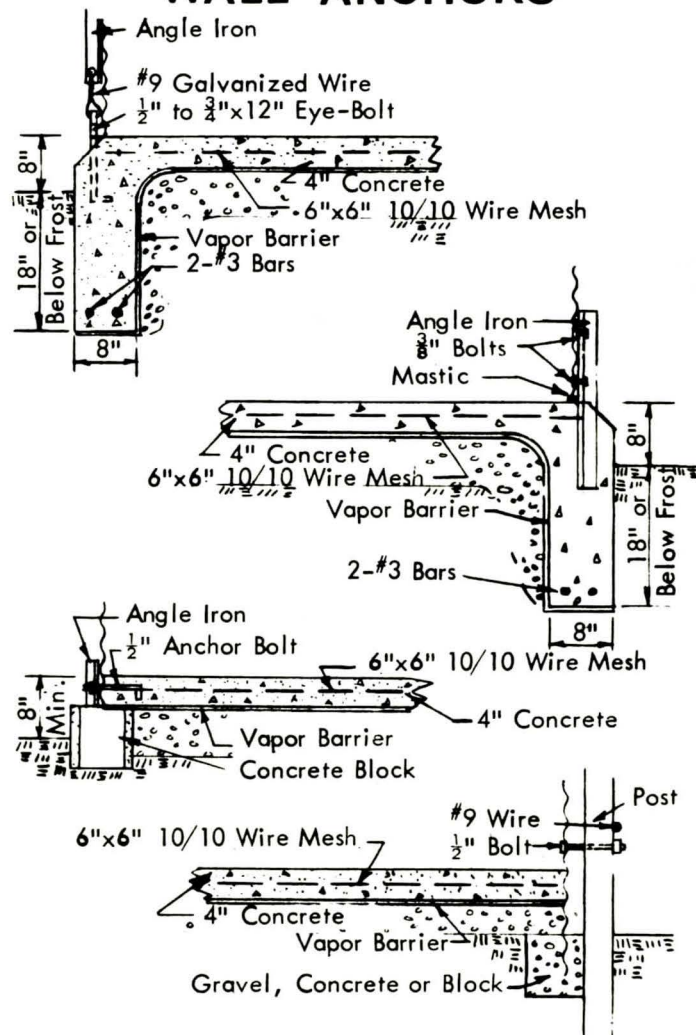 WALL ANCHORS
Angle Iron
#9 Galvanized Wire
½" to ¾"x12" Eye-Bolt
8"
4" Concrete
6"x6" 10/10 Wire Mesh
18" or
Below Frost
Vapor Barrier
2-#3 Bars
8"
Angle Iron
⅜" Bolts
Mastic
8"
4" Concrete
6"x6" 10/10 Wire Mesh
Vapor Barrier
18" or
Below Frost
2-#3 Bars
8"
Angle Iron
½" Anchor Bolt
6"x6" 10/10 Wire Mesh
8" Min.
4" Concrete
Vapor Barrier
Concrete Block
Post
#9 Wire
½" Bolt
6"x6" 10/10 Wire Mesh
4" Concrete
Vapor Barrier
Gravel, Concrete or Block